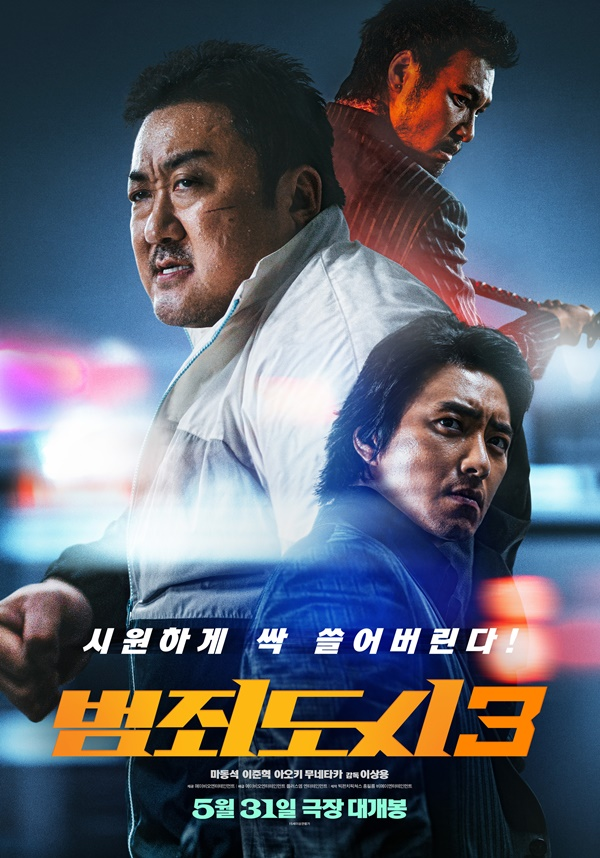 시원하게 싹 쓸어버린다!
범죄도시3
마동석 이준혁 아오키 무네타카 감독 이상용
5월 31일 극장 대개봉